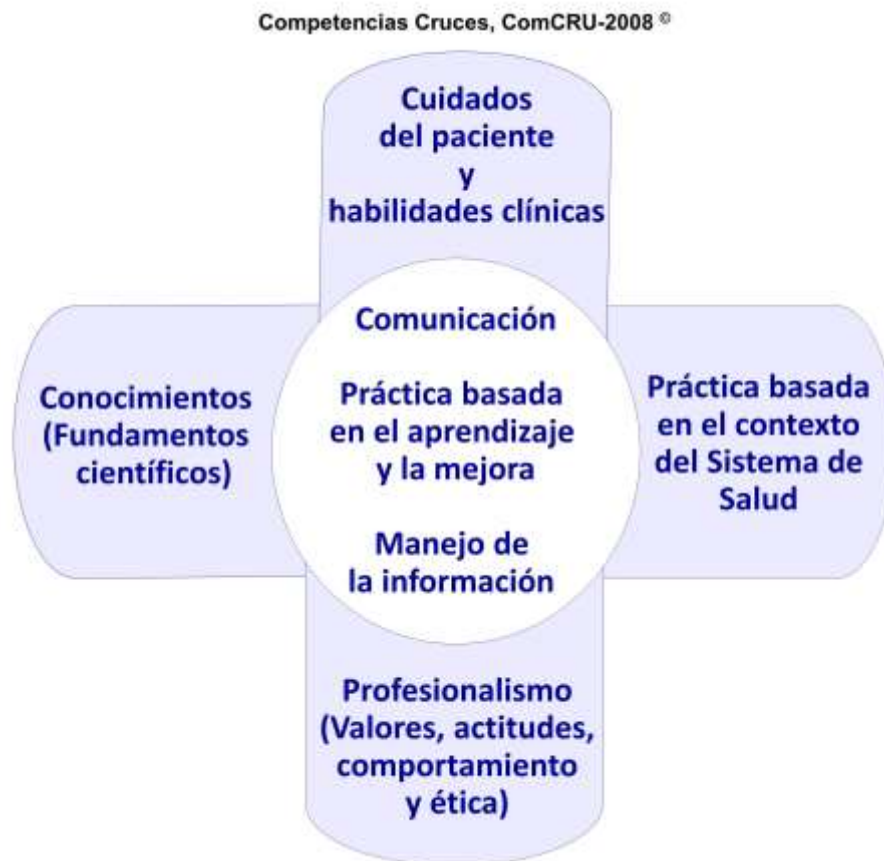 Competencias Cruces, ComCRU-2008 ©
Cuidados
del paciente
y
habilidades clínicas
Conocimientos
(Fundamentos
científicos)
Comunicación
Práctica basada
en el aprendizaje
y la mejora
Manejo de
la información
Práctica basada
en el contexto
del Sistema de
Salud
Profesionalismo
(Valores, actitudes,
comportamiento
y ética)